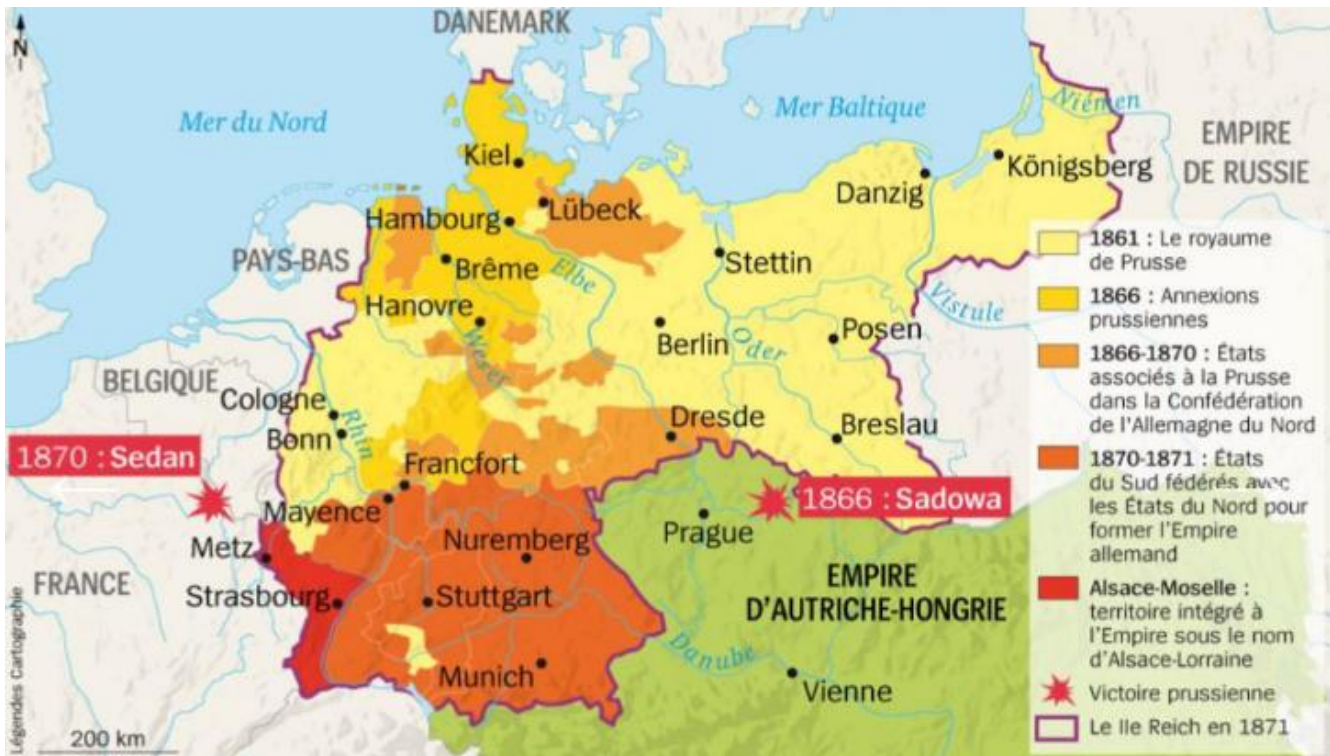 DANEMARK
N
Mer du Nord
Mer Baltique
Niémen
EMPIRE
DE RUSSIE
Kiel
Königsberg
Danzig
Lübeck
Hambourg
PAYS-BAS
Brême
Elbe
Stettin
Vistule
Hanovre
Weser
Berlin
Oder
Posen
BELGIQUE
Cologne
Bonn
Rhin
Dresde
Breslau
1870 : Sedan
Francfort
Mayence
1866 : Sadowa
Prague
Metz
Nuremberg
FRANCE
Strasbourg
Stuttgart
EMPIRE
D'AUTRICHE-HONGRIE
Danube
Munich
Vienne
200 km
Légendes Cartographie
1861 : Le royaume
de Prusse
1866 : Annexions
prussiennes
1866-1870 : États
associés à la Prusse
dans la Confédération
de l'Allemagne du Nord
1870-1871 : États
du Sud fédérés avec
les États du Nord pour
former l'Empire
allemand
Alsace-Moselle :
territoire intégré à
l'Empire sous le nom
d'Alsace-Lorraine
Victoire prussienne
Le IIe Reich en 1871